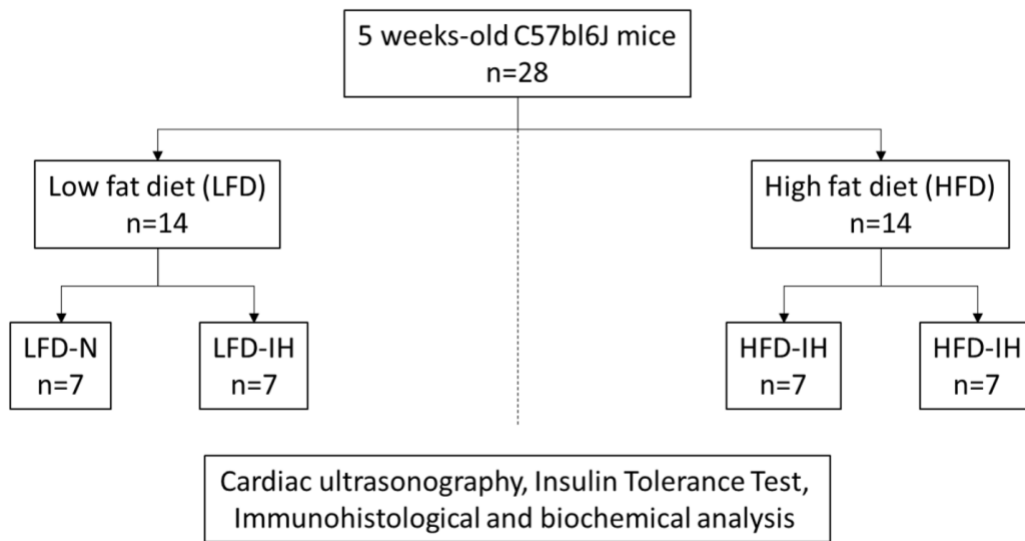 5 weeks-old C57bl6J mice
n=28
Low fat diet (LFD)
n=14
High fat diet (HFD)
n=14
LFD-N
n=7
LFD-IH
n=7
HFD-IH
n=7
HFD-IH
n=7
Cardiac ultrasonography, Insulin Tolerance Test,
Immunohistological and biochemical analysis